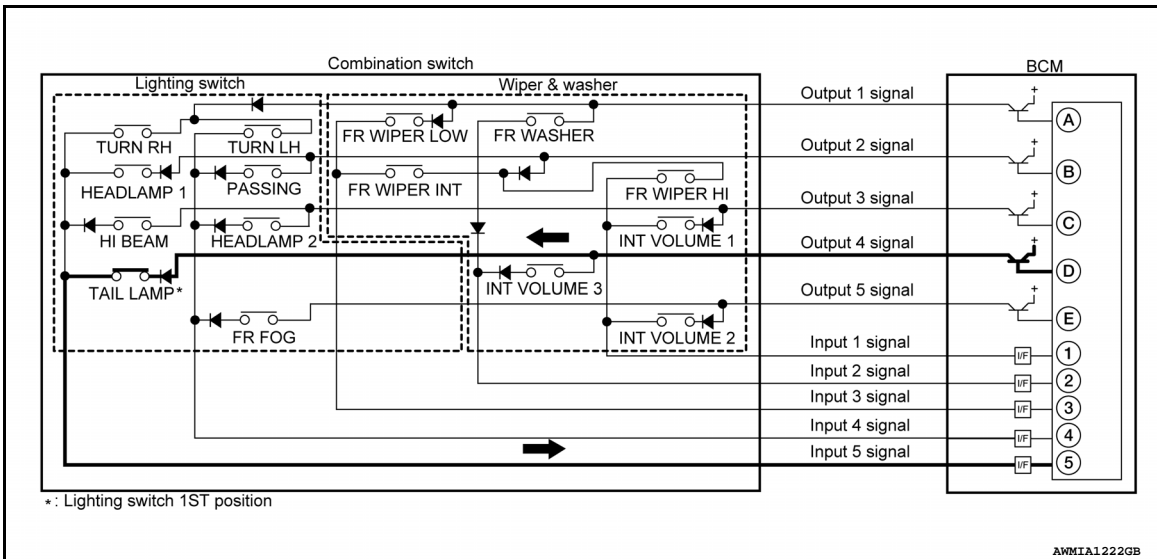 Combination switch
BCM
Lighting switch
Wiper & washer
Output 1 signal
+
A
FR WIPER LOW
FR WASHER
TURN RH
TURN LH
Output 2 signal
+
B
HEADLAMP 1
PASSING
FR WIPER INT
FR WIPER HI
Output 3 signal
+
C
HI BEAM
HEADLAMP 2
INT VOLUME 1
Output 4 signal
+
D
TAIL LAMP*
INT VOLUME 3
Output 5 signal
+
E
FR FOG
INT VOLUME 2
Input 1 signal
I/F
1
Input 2 signal
I/F
2
Input 3 signal
I/F
3
Input 4 signal
I/F
4
Input 5 signal
I/F
5
*: Lighting switch 1ST position
AWMIA1222GB